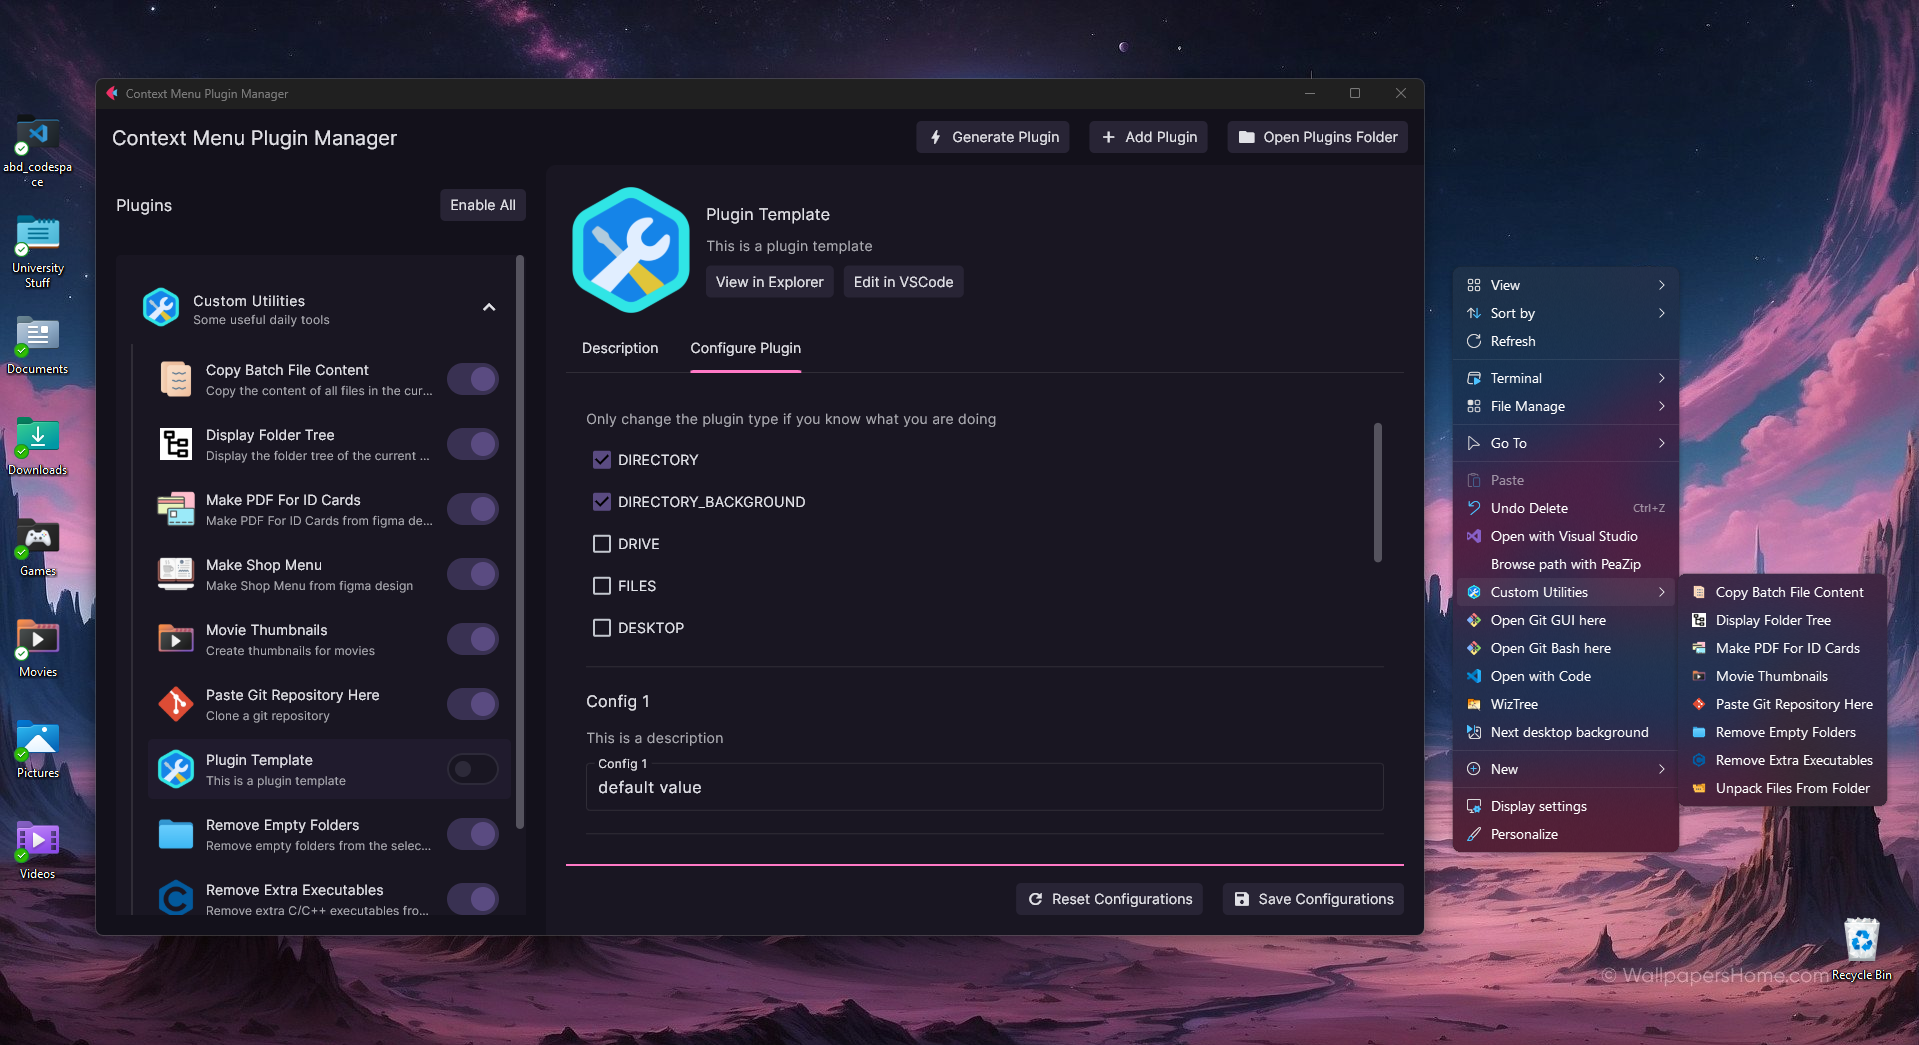 abd_codespa
ce
University
Stuff
Documents
Downloads
Games
Movies
Pictures
Videos
Context Menu Plugin Manager
Context Menu Plugin Manager
Generate Plugin
Add Plugin
Open Plugins Folder
Plugins
Enable All
Custom Utilities
Some useful daily tools
Copy Batch File Content
Copy the content of all files in the cur...
Display Folder Tree
Display the folder tree of the current ...
Make PDF For ID Cards
Make PDF For ID Cards from figma de...
Make Shop Menu
Make Shop Menu from figma design
Movie Thumbnails
Create thumbnails for movies
Paste Git Repository Here
Clone a git repository
Plugin Template
This is a plugin template
Remove Empty Folders
Remove empty folders from the selec...
Remove Extra Executables
Remove extra C/C++ executables fro...
Plugin Template
This is a plugin template
View in Explorer
Edit in VSCode
Description
Configure Plugin
Only change the plugin type if you know what you are doing
DIRECTORY
DIRECTORY_BACKGROUND
DRIVE
FILES
DESKTOP
Config 1
This is a description
Config 1
default value
Reset Configurations
Save Configurations
View
Sort by
Refresh
Terminal
File Manage
Go To
Paste
Undo Delete Ctrl+Z
Open with Visual Studio
Browse path with PeaZip
Custom Utilities
Open Git GUI here
Open Git Bash here
Open with Code
WizTree
Next desktop background
New
Display settings
Personalize
Copy Batch File Content
Display Folder Tree
Make PDF For ID Cards
Movie Thumbnails
Paste Git Repository Here
Remove Empty Folders
Remove Extra Executables
Unpack Files From Folder
© WallpapersHome.com
Recycle Bin